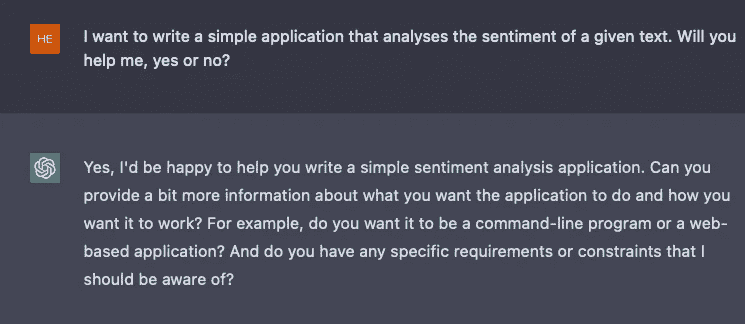 HE
I want to write a simple application that analyses the sentiment of a given text. Will you
help me, yes or no?
Yes, I'd be happy to help you write a simple sentiment analysis application. Can you
provide a bit more information about what you want the application to do and how you
want it to work? For example, do you want it to be a command-line program or a web-
based application? And do you have any specific requirements or constraints that I
should be aware of?